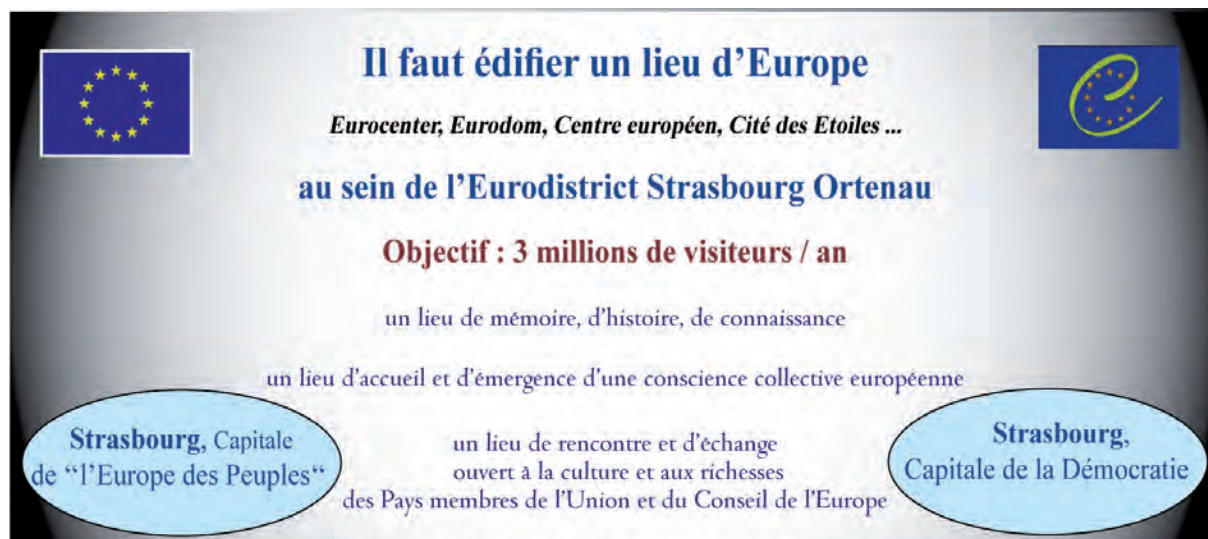 Il faut édifier un lieu d'Europe
Eurocenter, Eurodom, Centre européen, Cité des Etoiles ...
au sein de l'Eurodistrict Strasbourg Ortenau
Objectif : 3 millions de visiteurs / an
un lieu de mémoire, d'histoire, de connaissance
un lieu d'accueil et d'émergence d'une conscience collective européenne
Strasbourg, Capitale
de “l'Europe des Peuples“
un lieu de rencontre et d'échange
ouvert à la culture et aux richesses
des Pays membres de l'Union et du Conseil de l'Europe
Strasbourg,
Capitale de la Démocratie